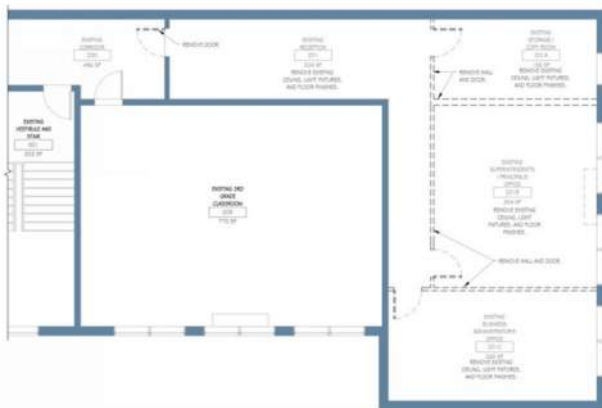 EXISTING
CORRIDOR
REMOVE DOOR
EXISTING
RECEPTION
REMOVE EXISTING
CEILING, LIGHT FIXTURES,
AND FLOOR FINISHES.
EXISTING
STORAGE /
COPY ROOM
REMOVE EXISTING
CEILING, LIGHT FIXTURES,
AND FLOOR FINISHES.
REMOVE WALL
AND DOOR
EXISTING
VESTIBULE AND
STAIR
EXISTING 3RD
GRADE
CLASSROOM
EXISTING
OFFICE
REMOVE EXISTING
CEILING, LIGHT
FIXTURES, AND FLOOR
FINISHES.
REMOVE WALL AND DOOR
EXISTING
BUSINESS
OFFICE
REMOVE EXISTING
CEILING, LIGHT FIXTURES,
AND FLOOR FINISHES.